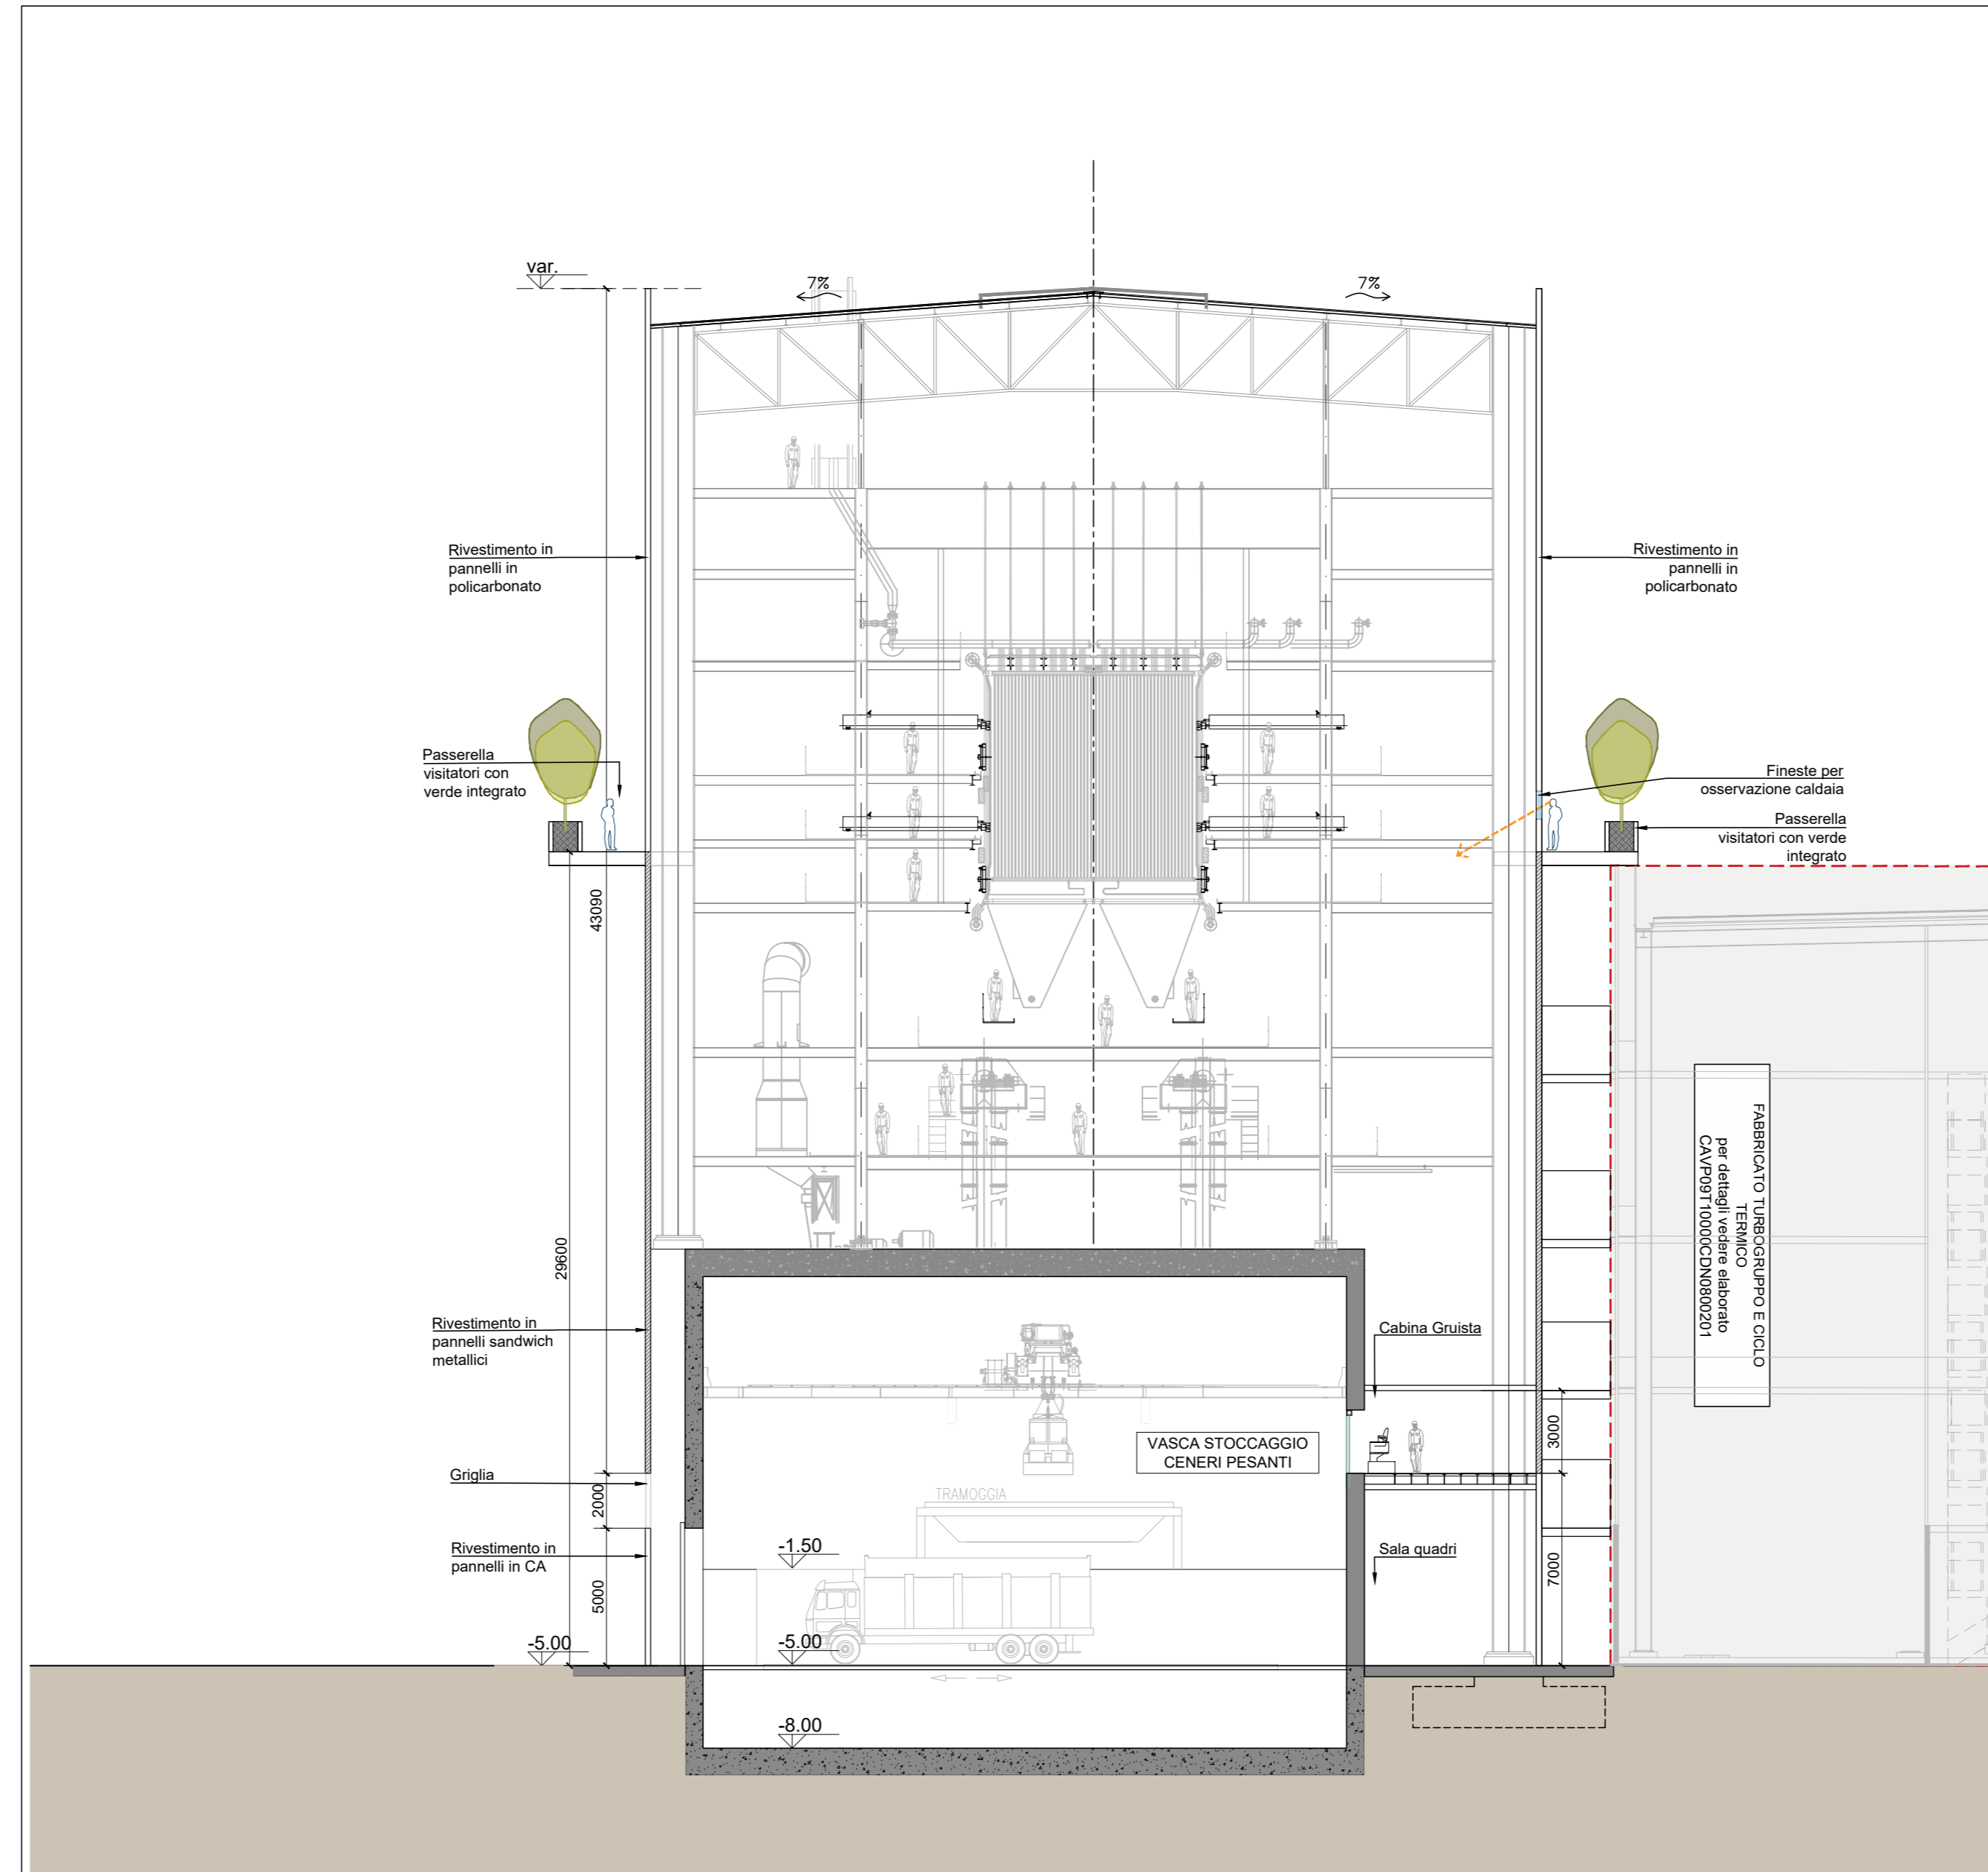 var.
7%
7%
Rivestimento in
pannelli in
policarbonato
Rivestimento in
pannelli in
policarbonato
Passerella
visitatori con
verde integrato
Fineste per
osservazione caldaia
Passerella
visitatori con verde
integrato
43090
29600
FABBRICATO TURBOGRUPPO E CICLO
TERMICO
per dettagli vedere elaborato
CAVP09T10000CDN0800201
Rivestimento in
pannelli sandwich
metallici
Cabina Gruista
3000
VASCA STOCCAGGIO
CENERI PESANTI
Griglia
2000
TRAMOGGIA
-1.50
Rivestimento in
pannelli in CA
Sala quadri
5000
7000
-5.00
-5.00
-8.00